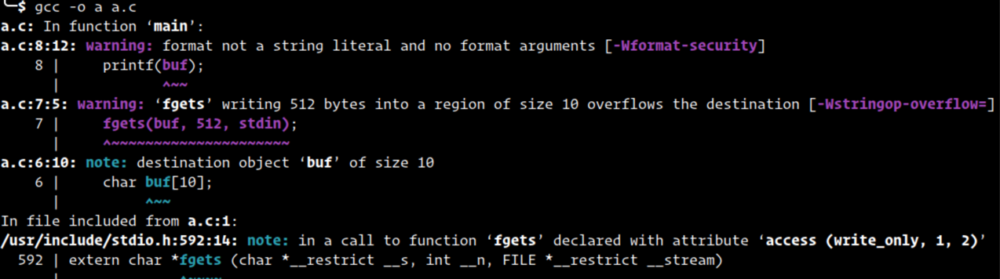 └─$ gcc -o a a.c
a.c: In function ‘main’:
a.c:8:12: warning: format not a string literal and no format arguments [-Wformat-security]
    8 |     printf(buf);
      |            ^~~
a.c:7:5: warning: ‘fgets’ writing 512 bytes into a region of size 10 overflows the destination [-Wstringop-overflow=]
    7 |     fgets(buf, 512, stdin);
      |     ^~~~~~~~~~~~~~~~~~~~~~
a.c:6:10: note: destination object ‘buf’ of size 10
    6 |     char buf[10];
      |          ^~~
In file included from a.c:1:
/usr/include/stdio.h:592:14: note: in a call to function ‘fgets’ declared with attribute ‘access (write_only, 1, 2)’
  592 | extern char *fgets (char *__restrict __s, int __n, FILE *__restrict __stream)
      |              ^~~~~